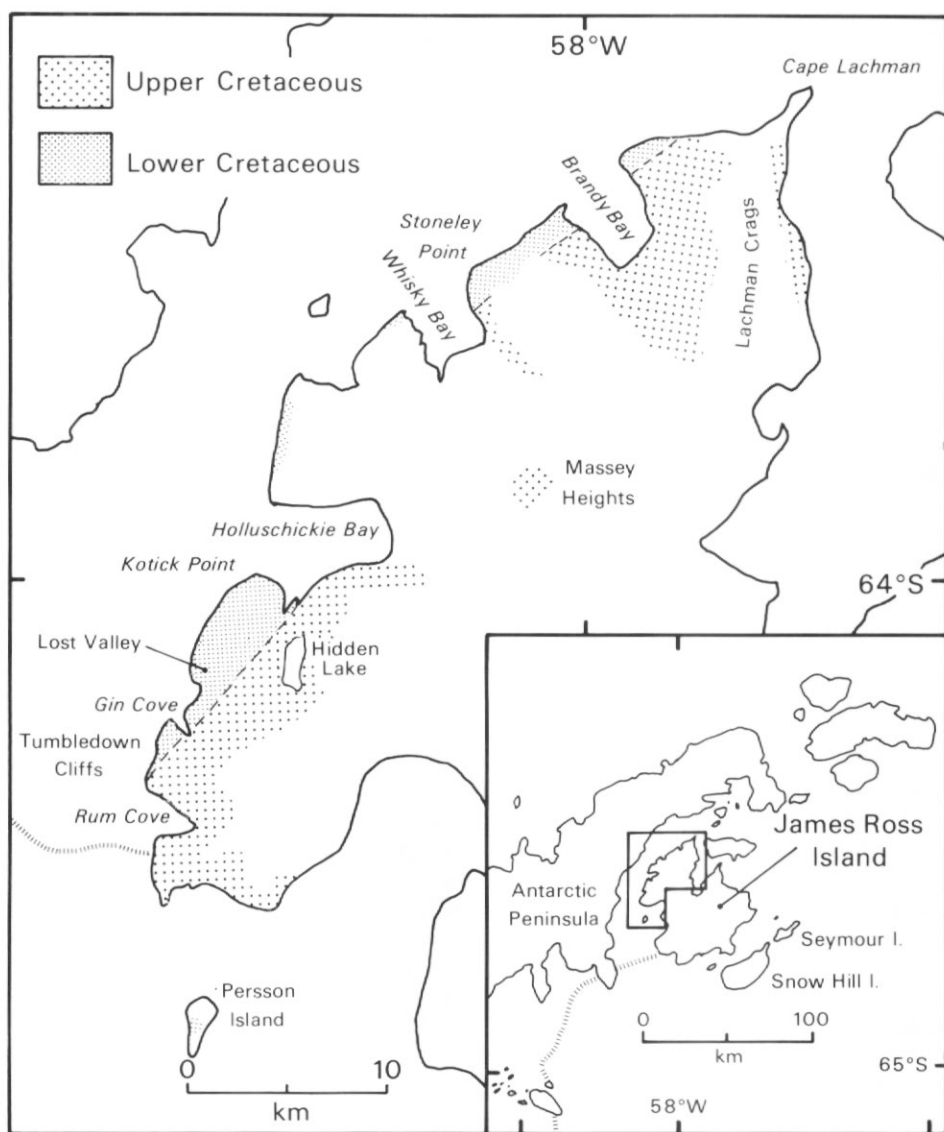 58°W
Upper Cretaceous
Lower Cretaceous
Cape Lachman
Brandy Bay
Stoneley
Point
Whisky Bay
Lachman Crags
Massey
Heights
Holluschickie Bay
Kotick Point
64°S
Lost Valley
Hidden
Lake
Gin Cove
Tumbledown
Cliffs
Rum Cove
Persson
Island
0 10
km
James Ross
Island
Antarctic
Peninsula
Seymour I.
Snow Hill I.
0 100
km
65°S
58°W